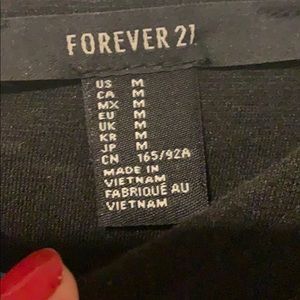 FOREVER 21
US M
CA M
MX M
EU M
UK M
KR M
JP M
CN 165/92A
MADE IN
VIETNAM
FABRIQUÉ AU
VIETNAM